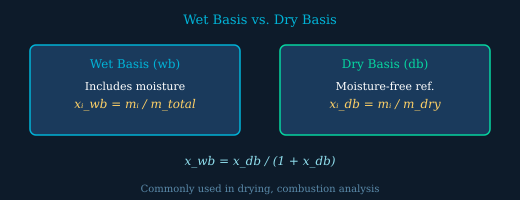 Wet Basis vs. Dry Basis
Wet Basis (wb)
Includes moisture
xᵢ_wb = mᵢ / m_total
Dry Basis (db)
Moisture-free ref.
xᵢ_db = mᵢ / m_dry
x_wb = x_db / (1 + x_db)
Commonly used in drying, combustion analysis